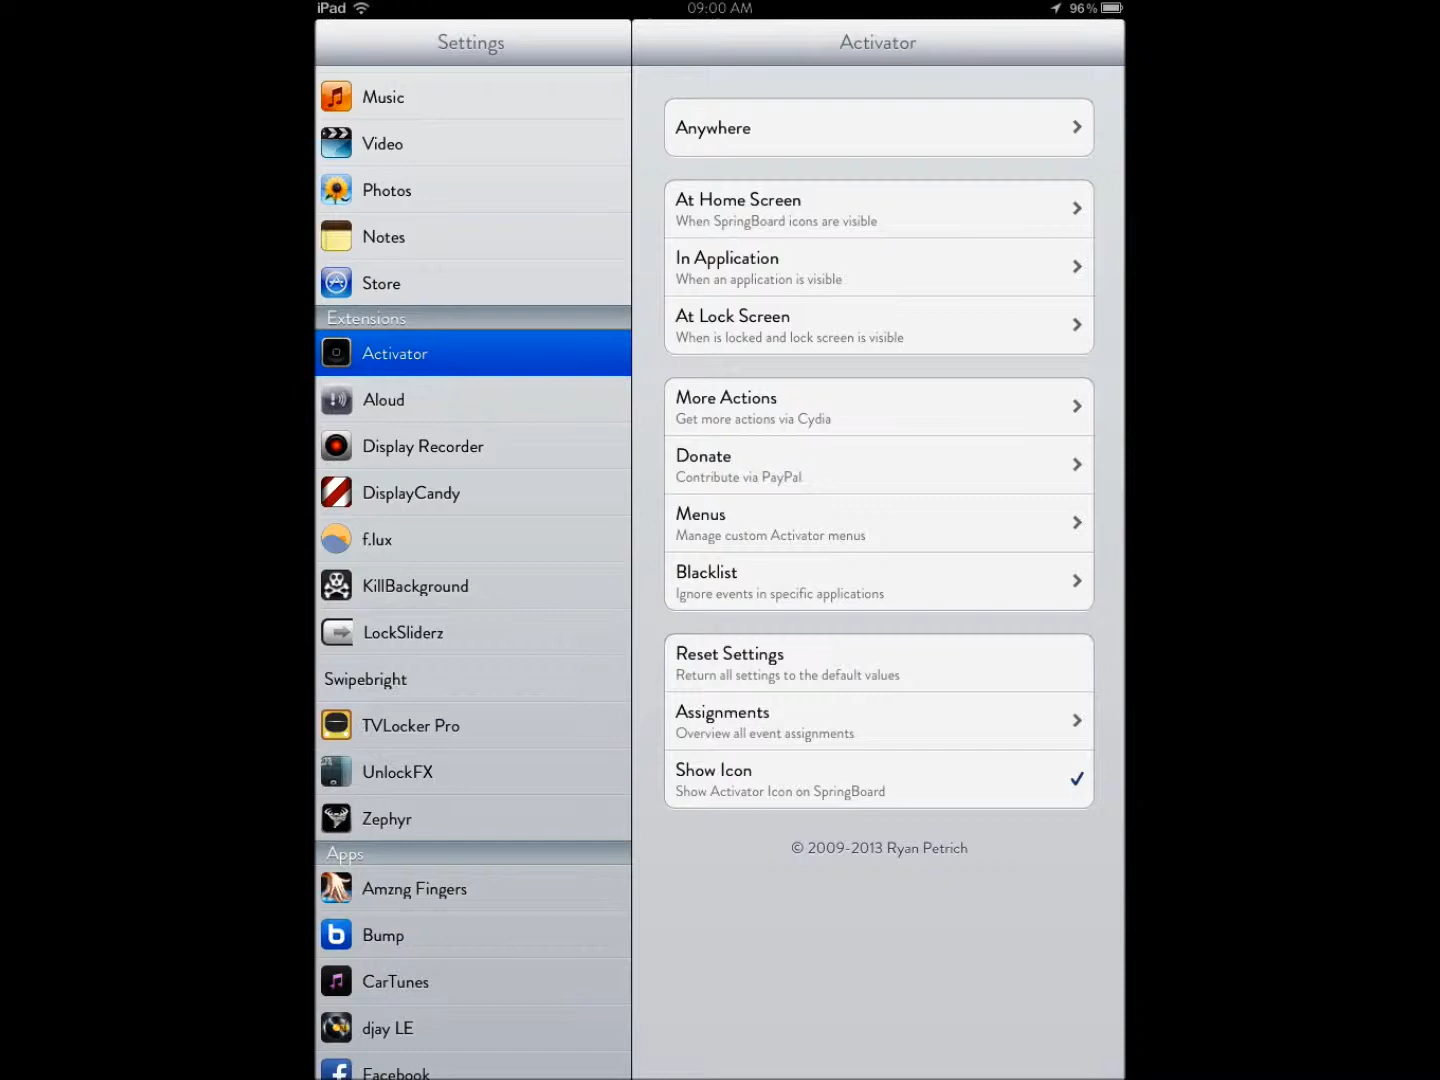 iPad
09:00 AM
96%
Settings
Music
Video
Photos
Notes
Store
Extensions
Activator
Aloud
Display Recorder
DisplayCandy
f.lux
KillBackground
LockSliderz
Swipebright
TVLocker Pro
UnlockFX
Zephyr
Apps
Amzng Fingers
Bump
CarTunes
djay LE
Facebook
Activator
Anywhere
At Home Screen
When SpringBoard icons are visible
In Application
When an application is visible
At Lock Screen
When is locked and lock screen is visible
More Actions
Get more actions via Cydia
Donate
Contribute via PayPal
Menus
Manage custom Activator menus
Blacklist
Ignore events in specific applications
Reset Settings
Return all settings to the default values
Assignments
Overview all event assignments
Show Icon
Show Activator Icon on SpringBoard
© 2009-2013 Ryan Petrich